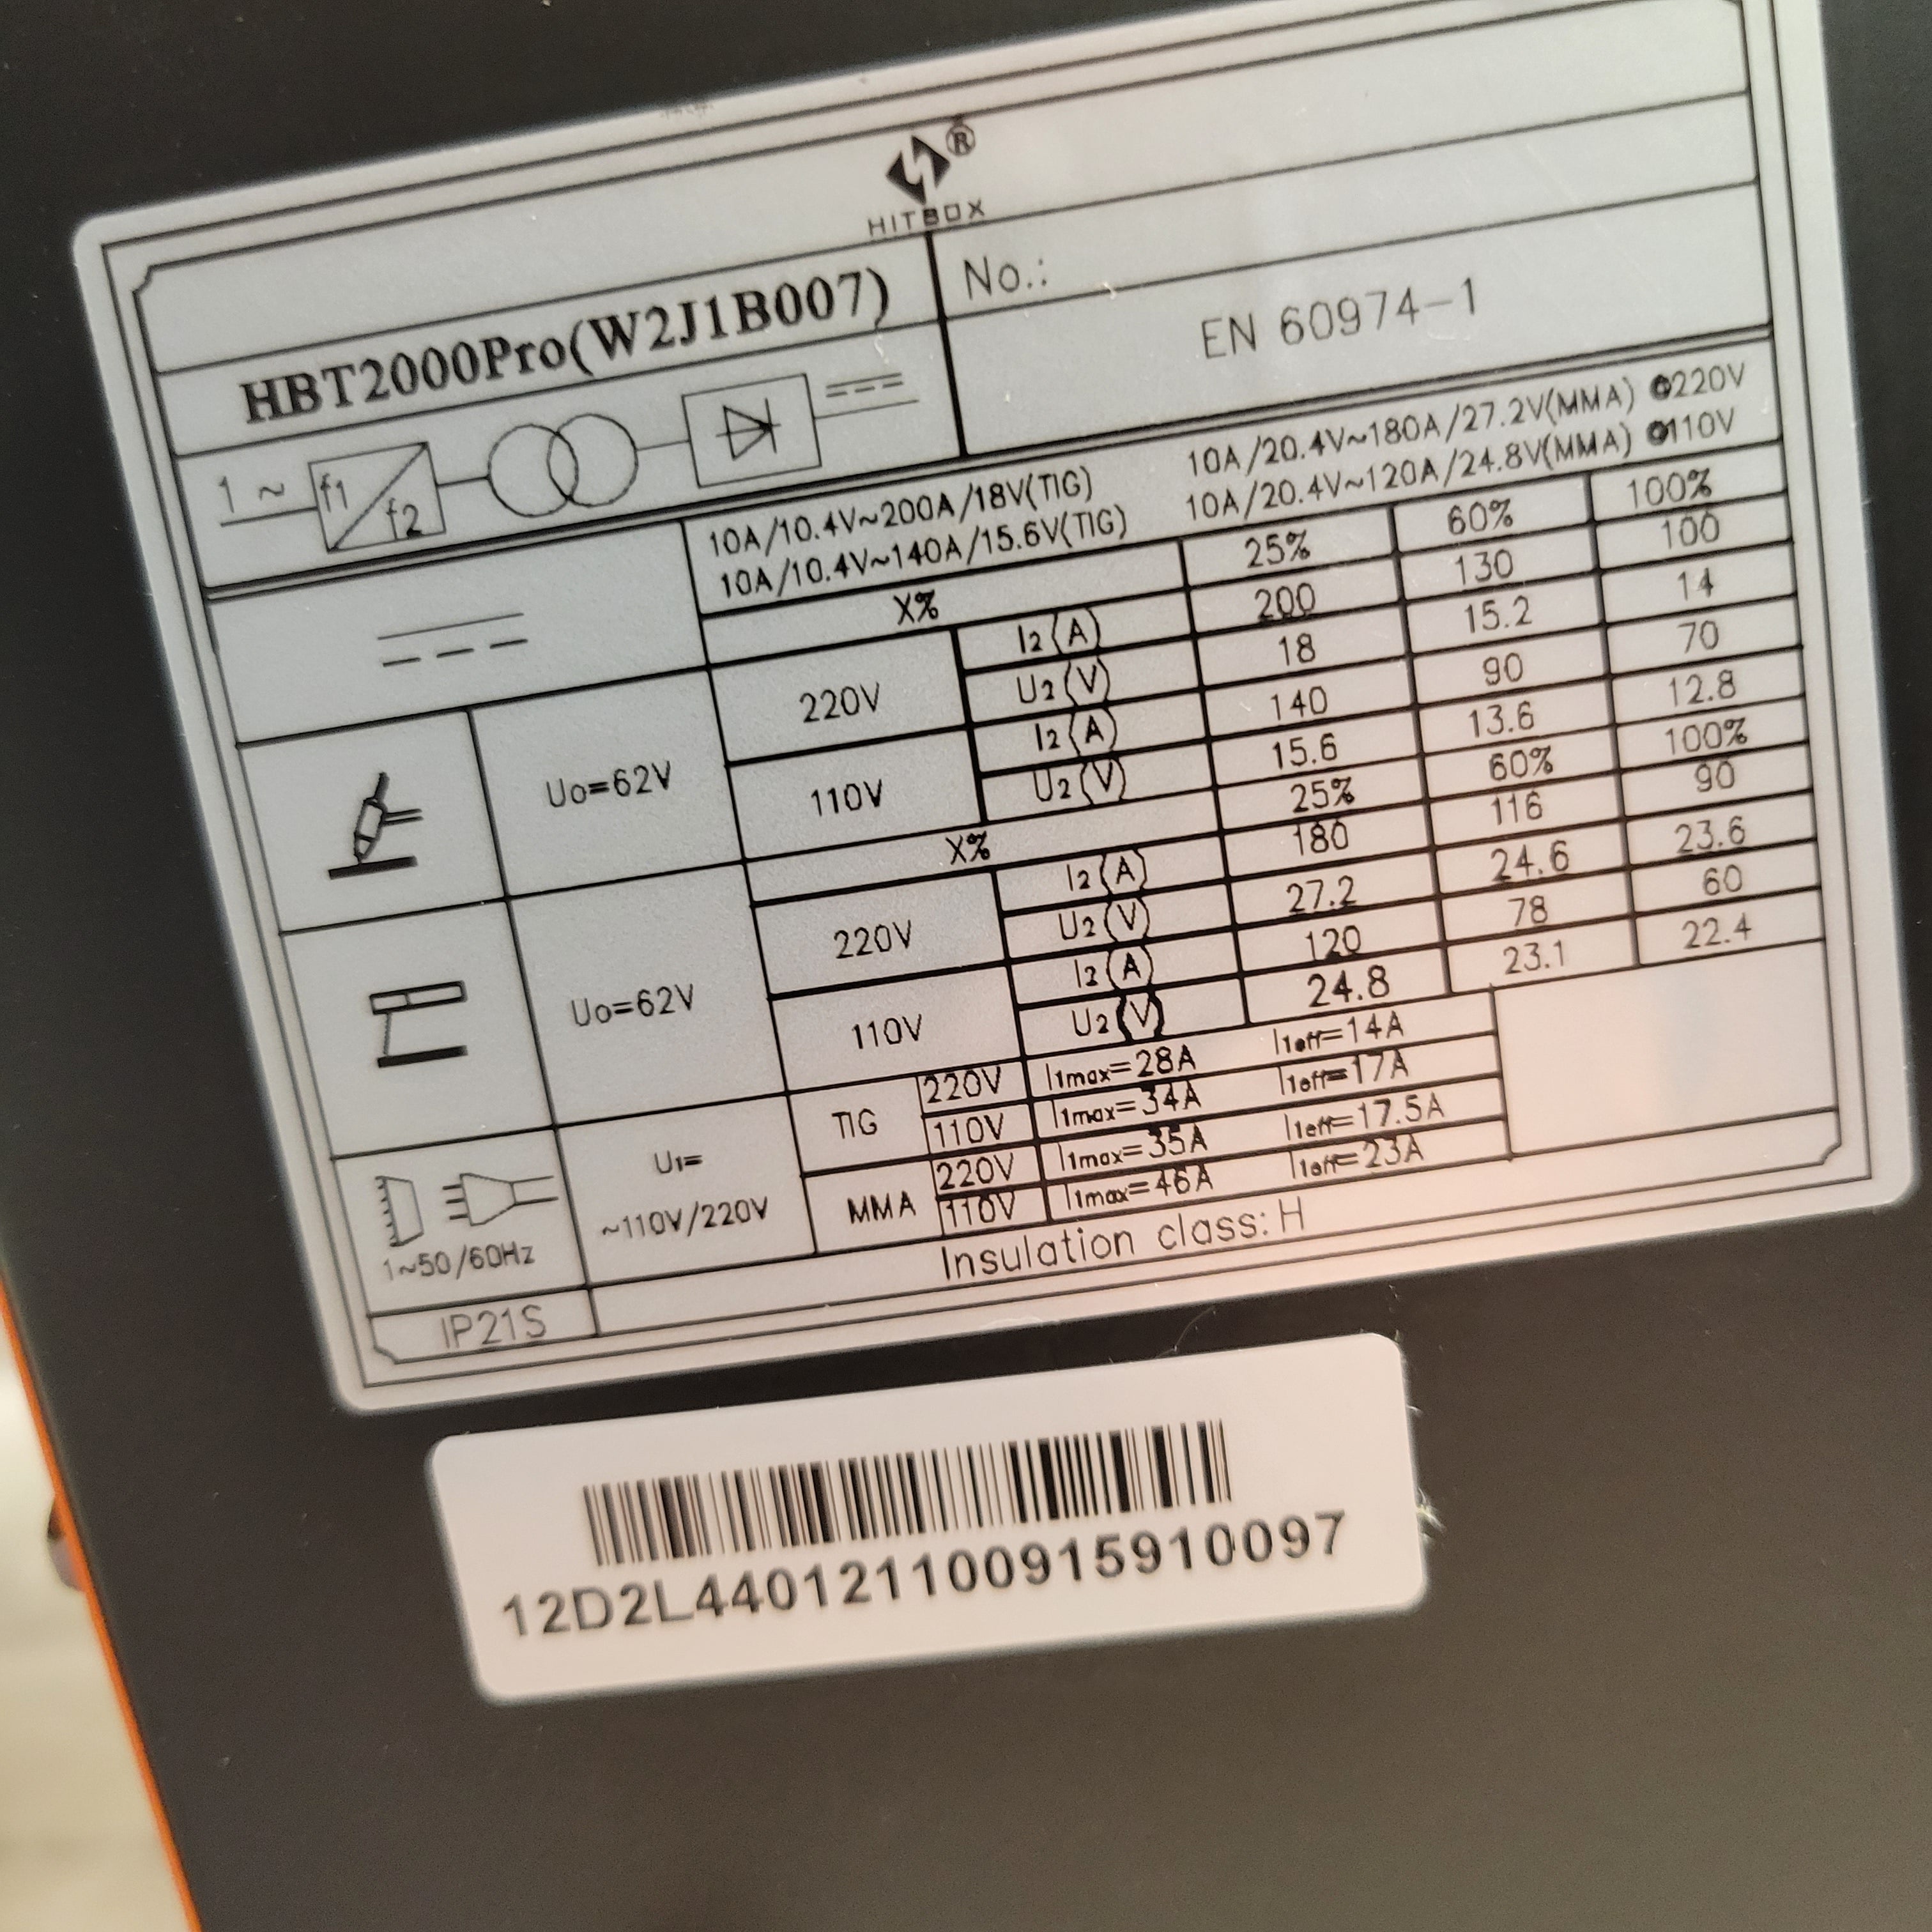 ®
HITBOX
HBT2000Pro(W2J1B007)
No.:
1~ f1 f2
EN 60974-1
10A/10.4V~200A/18V(TIG) 10A/20.4V~180A/27.2V(MMA) @220V
10A/10.4V~140A/15.6V(TIG) 10A/20.4V~120A/24.8V(MMA) @110V
X% 25% 60% 100%
Uo=62V
220V I2(A) 200 130 100
U2(V) 18 15.2 14
110V I2(A) 140 90 70
U2(V) 15.6 13.6 12.8
X% 25% 60% 100%
Uo=62V
220V I2(A) 180 116 90
U2(V) 27.2 24.6 23.6
110V I2(A) 120 78 60
U2(V) 24.8 23.1 22.4
1~50/60Hz
U1=
~110V/220V
TIG 220V I1max=28A I1eff=14A
110V I1max=34A I1eff=17A
MMA 220V I1max=35A I1eff=17.5A
110V I1max=46A I1eff=23A
IP21S Insulation class: H
12D2L440121100915910097